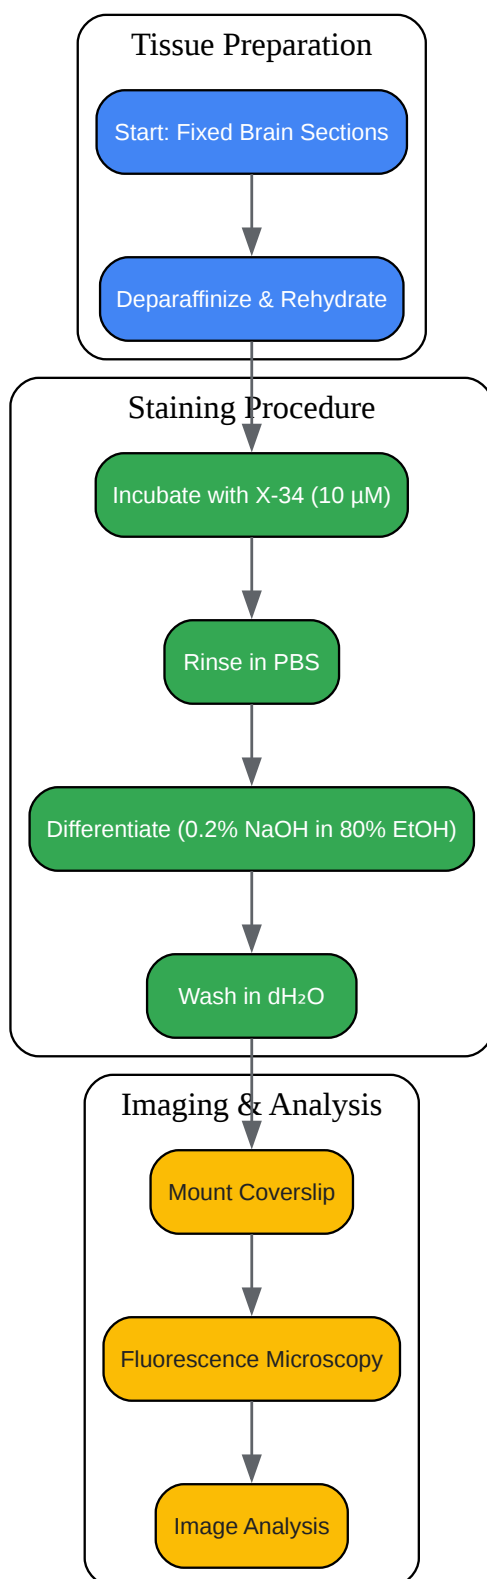 Tissue Preparation
Start: Fixed Brain Sections
Deparaffinize & Rehydrate
Staining Procedure
Incubate with X-34 (10 µM)
Rinse in PBS
Differentiate (0.2% NaOH in 80% EtOH)
Wash in dH₂O
Imaging & Analysis
Mount Coverslip
Fluorescence Microscopy
Image Analysis